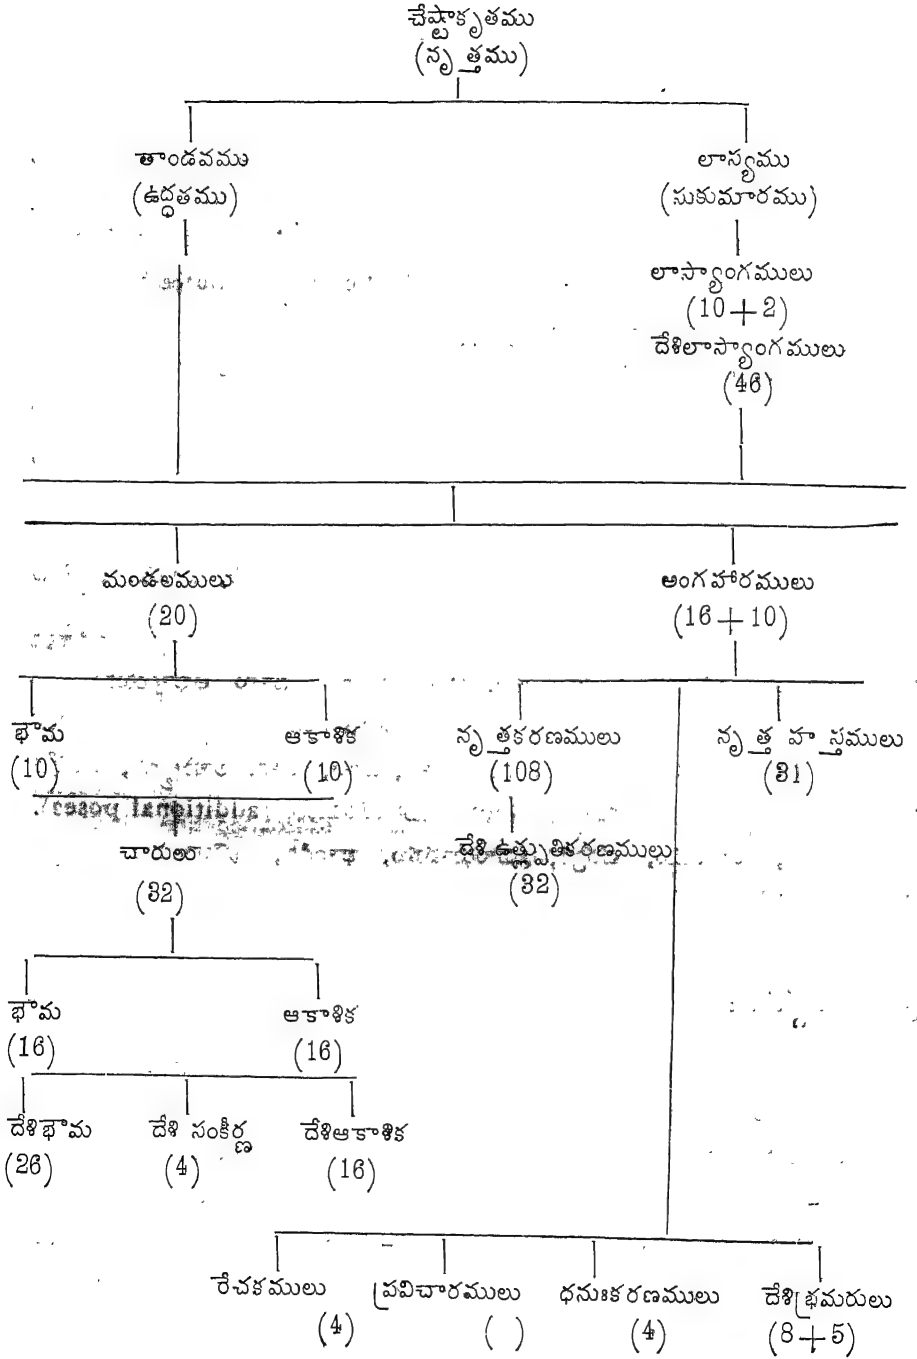 చేష్టాకృతము
(నృత్తము)
తాండవము
(ఉద్ధతము)
లాస్యము
(సుకుమారము)
లాస్యాంగములు
(10+2)
దేశిలాస్యాంగములు
(46)
మండలములు
(20)
అంగహారములు
(16+10)
భౌమ
(10)
ఆకాశిక
(10)
నృత్తకరణములు
(108)
నృత్త హస్తములు
(31)
దేశి ఉత్ప్లుతికరణములు
(32)
చారులు
(32)
భౌమ
(16)
ఆకాశిక
(16)
దేశిభౌమ
(26)
దేశి సంకీర్ణ
(4)
దేశిఆకాశిక
(16)
రేచకములు
(4)
ప్రవిచారములు
( )
ధనుఃకరణములు
(4)
దేశిభ్రమరులు
(8+5)